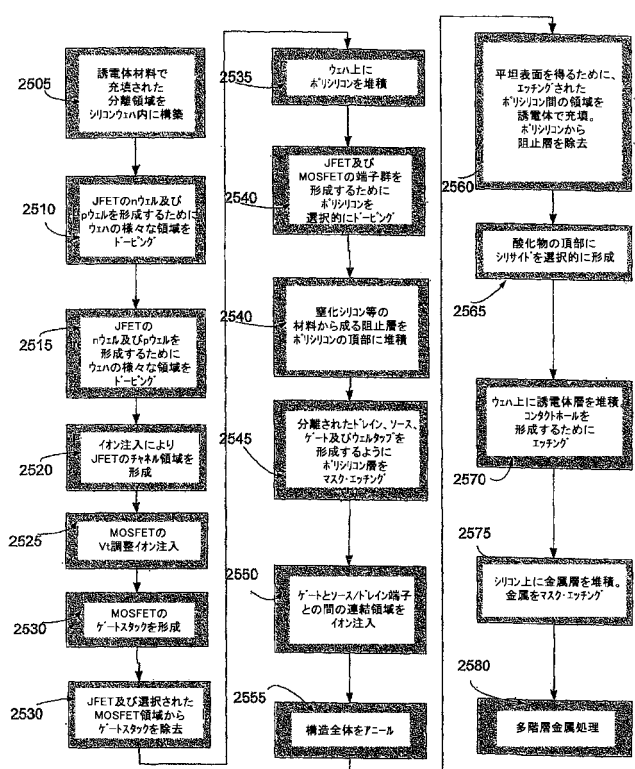 2505
誘電体材料で
充填された
分離領域を
シリコンウェハ内に構築
2510
JFETのnウェル及び
pウェルを形成するために
ウェハの様々な領域を
ドーピング
2515
JFETの
nウェル及びpウェルを
形成するために
ウェハの様々な領域を
ドーピング
2520
イオン注入により
JFETのチャネル領域を
形成
2525
MOSFETの
Vt調整イオン注入
2530
MOSFETの
ゲートスタックを形成
2530
JFET及び選択された
MOSFET領域から
ゲートスタックを除去
2535
ウェハ上に
ポリシリコンを堆積
2540
JFET及び
MOSFETの端子群を
形成するために
ポリシリコンを
選択的にドーピング
2540
窒化シリコン等の
材料から成る阻止層を
ポリシリコンの頂部に堆積
2545
分離されたドレイン、ソース、
ゲート及びウェルタップを
形成するように
ポリシリコン層を
マスク・エッチング
2550
ゲートとソース/ドレイン端子
との間の連結領域を
イオン注入
2555
構造全体をアニール
2560
平坦表面を得るために、
エッチングされた
ポリシリコン間の領域を
誘電体で充填。
ポリシリコンから
阻止層を除去
酸化物の頂部に
シリサイドを選択的に形成
2565
ウェハ上に誘電体層を堆積。
コンタクトホールを
形成するために
エッチング
2570
2575
シリコン上に金属層を堆積。
金属をマスク・エッチング
2580
多階層金属処理